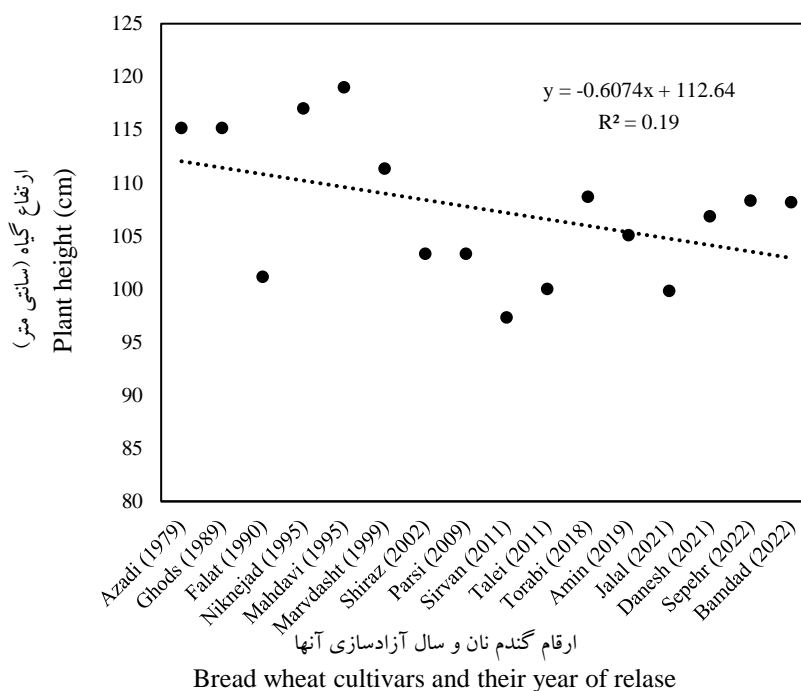 125
120
115
110
105
100
95
90
85
80
ارتفاع گیاه (سانتی متر)
Plant height (cm)
y = -0.6074x + 112.64
R² = 0.19
Azadi (1979)
Ghods (1989)
Falat (1990)
Niknejad (1995)
Mahdavi (1995)
Marvdasht (1999)
Shiraz (2002)
Parsi (2009)
Sirvan (2011)
Talei (2011)
Torabi (2018)
Amin (2019)
Jalal (2021)
Danesh (2021)
Sepehr (2022)
Bamdad (2022)
ارقام گندم نان و سال آزادسازی آنها
Bread wheat cultivars and their year of relase